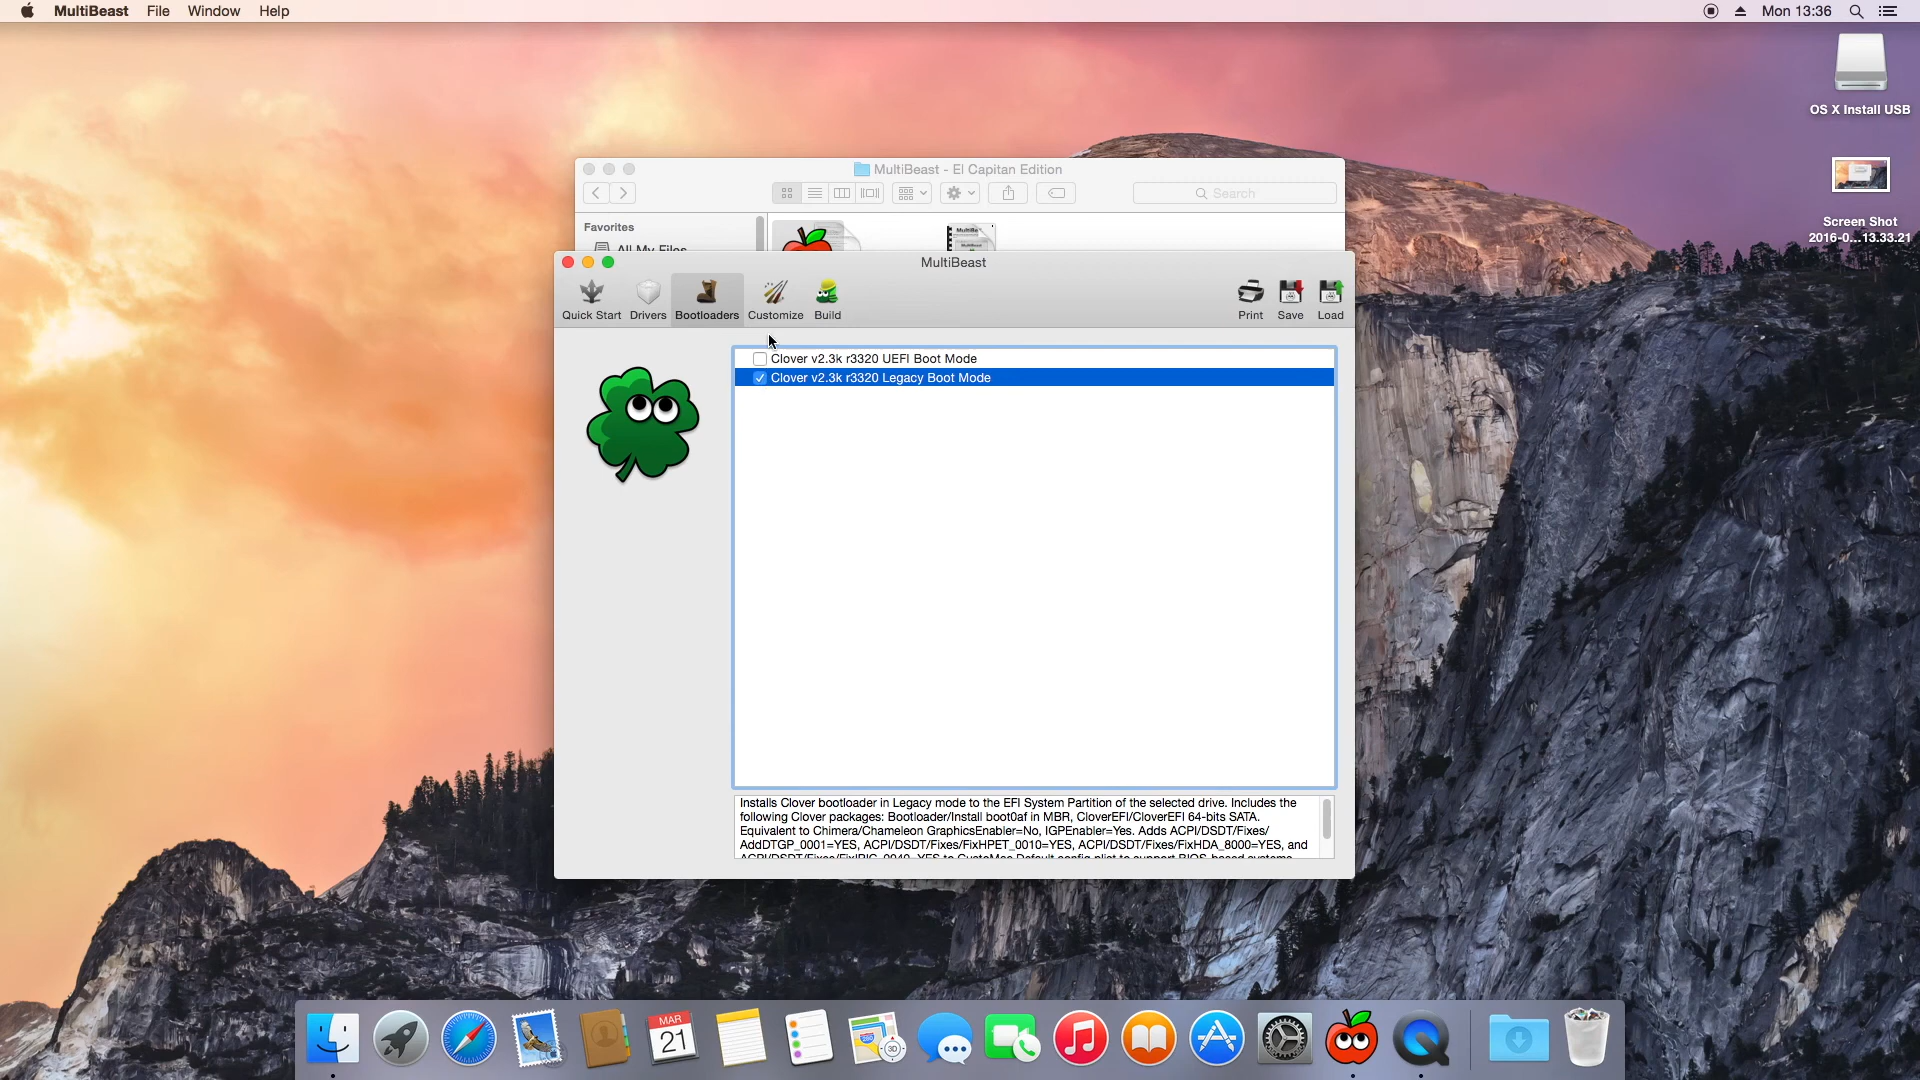 MultiBeast File Window Help
Mon 13:36
OS X Install USB
Screen Shot
2016-0...13.33.21
MultiBeast - El Capitan Edition
Search
Favorites
All My Files
MultiBeast
Quick Start Drivers Bootloaders Customize Build
Print Save Load
Clover v2.3k r3320 UEFI Boot Mode
Clover v2.3k r3320 Legacy Boot Mode
Installs Clover bootloader in Legacy mode to the EFI System Partition of the selected drive. Includes the
following Clover packages: Bootloader/Install boot0af in MBR, CloverEFI/CloverEFI 64-bits SATA.
Equivalent to Chimera/Chameleon GraphicsEnabler=No, IGPEnabler=Yes. Adds ACPI/DSDT/Fixes/
AddDTGP_0001=YES, ACPI/DSDT/Fixes/FixHPET_0010=YES, ACPI/DSDT/Fixes/FixHDA_8000=YES, and
MAR
21
3D